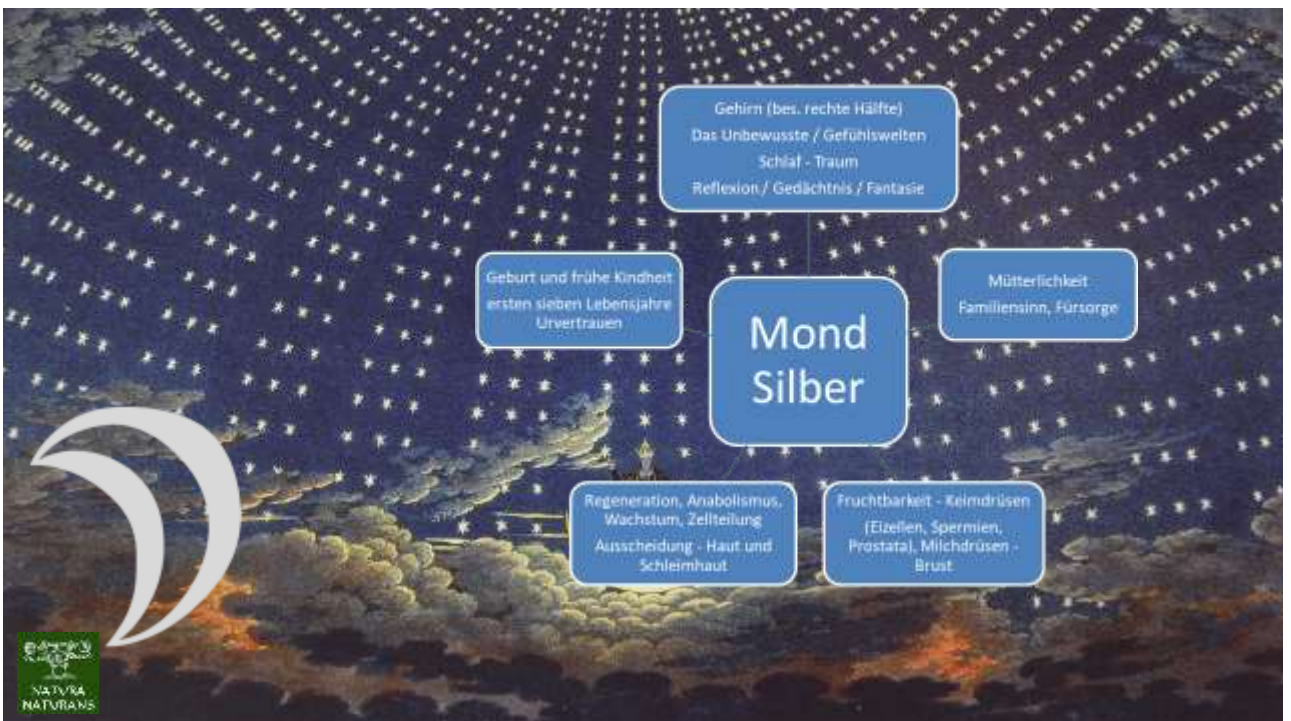 Gehirn (bes. rechte Hälfte)
Das Unbewusste / Gefühlswelten
Schlaf - Traum
Reflexion / Gedächtnis / Fantasie
Geburt und frühe Kindheit
ersten sieben Lebensjahre
Urvertrauen
Mütterlichkeit
Familiensinn, Fürsorge
Mond
Silber
Regeneration, Anabolismus,
Wachstum, Zellteilung
Ausscheidung - Haut und
Schleimhaut
Fruchtbarkeit - Keimdrüsen
(Eizellen, Spermien,
Prostata), Milchdrüsen -
Brust
NATVRA
NATURANS